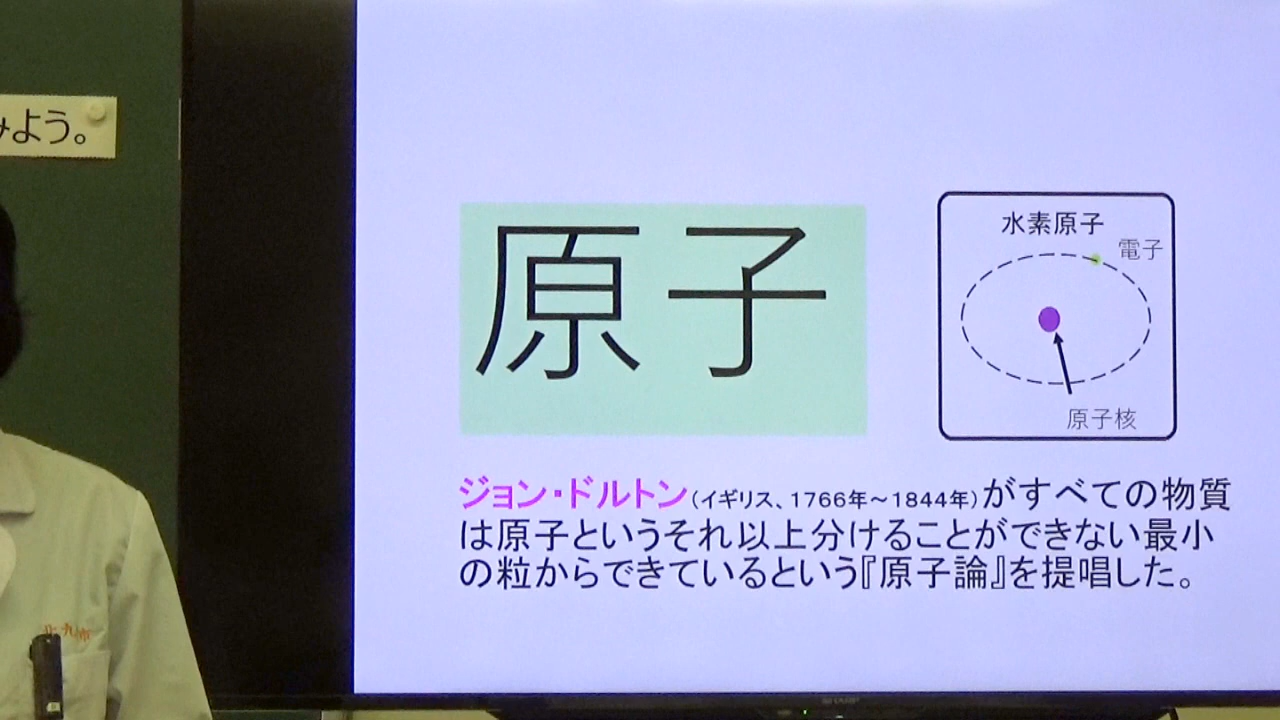 みよう。
原子
水素原子
電子
原子核
ジョン・ドルトン(イギリス、1766年～1844年)がすべての物質
は原子というそれ以上分けることができない最小
の粒からできているという『原子論』を提唱した。